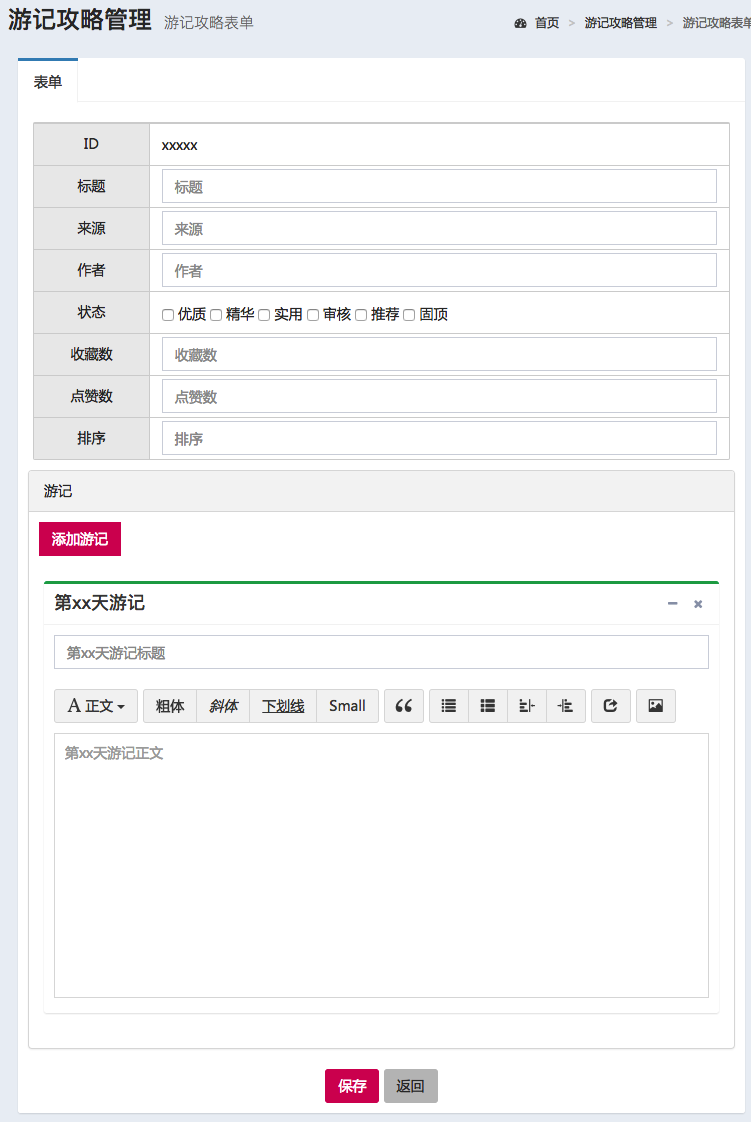 游记攻略管理 游记攻略表单 首页 > 游记攻略管理 > 游记攻略表单
表单
ID xxxxx
标题 标题
来源 来源
作者 作者
状态 优质 精华 实用 审核 推荐 固顶
收藏数 收藏数
点赞数 点赞数
排序 排序
游记
添加游记
第xx天游记
第xx天游记标题
A 正文 粗体 斜体 下划线 Small
第xx天游记正文
保存 返回